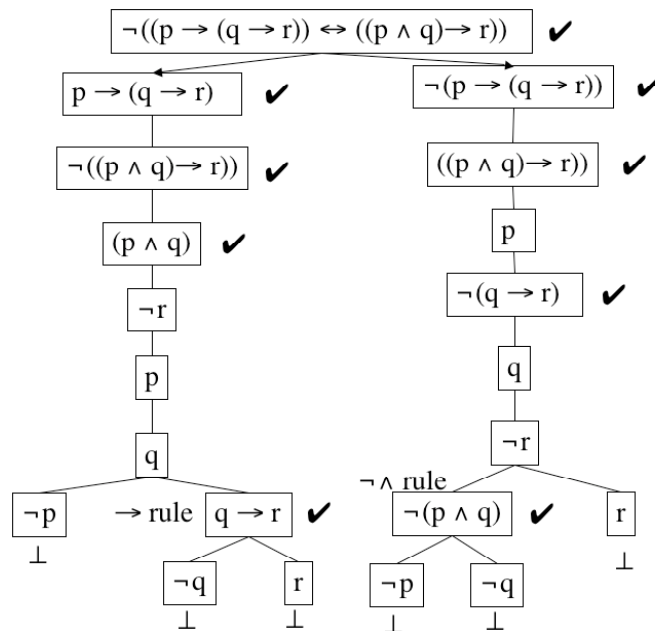 ¬((p → (q → r)) ↔ ((p ∧ q)→ r)) ✔
p → (q → r) ✔ ¬(p → (q → r)) ✔
¬((p ∧ q)→ r)) ✔ ((p ∧ q)→ r)) ✔
(p ∧ q) ✔ p
¬r ¬(q → r) ✔
p q
q ¬r
¬∧ rule
¬p → rule q → r ✔ ¬(p ∧ q) ✔ r
⊥ ⊥
¬q r ¬p ¬q
⊥ ⊥ ⊥ ⊥